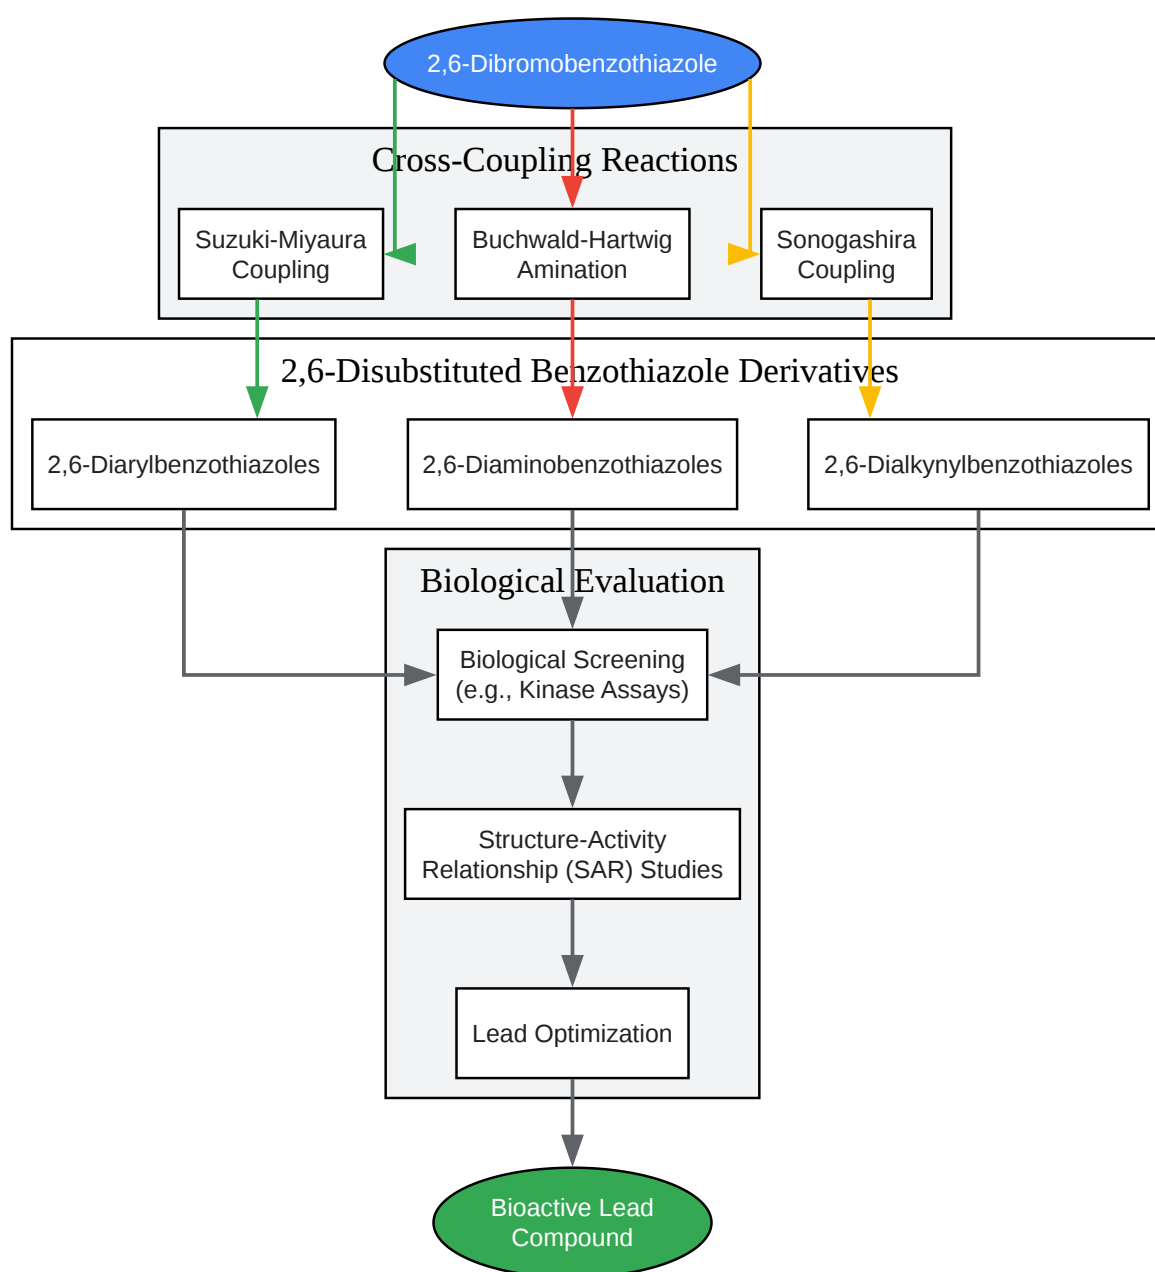 2,6-Dibromobenzothiazole
Cross-Coupling Reactions
Suzuki-Miyaura
Coupling
Buchwald-Hartwig
Amination
Sonogashira
Coupling
2,6-Disubstituted Benzothiazole Derivatives
2,6-Diarylbenzothiazoles
2,6-Diaminobenzothiazoles
2,6-Dialkynylbenzothiazoles
Biological Evaluation
Biological Screening
(e.g., Kinase Assays)
Structure-Activity
Relationship (SAR) Studies
Lead Optimization
Bioactive Lead
Compound